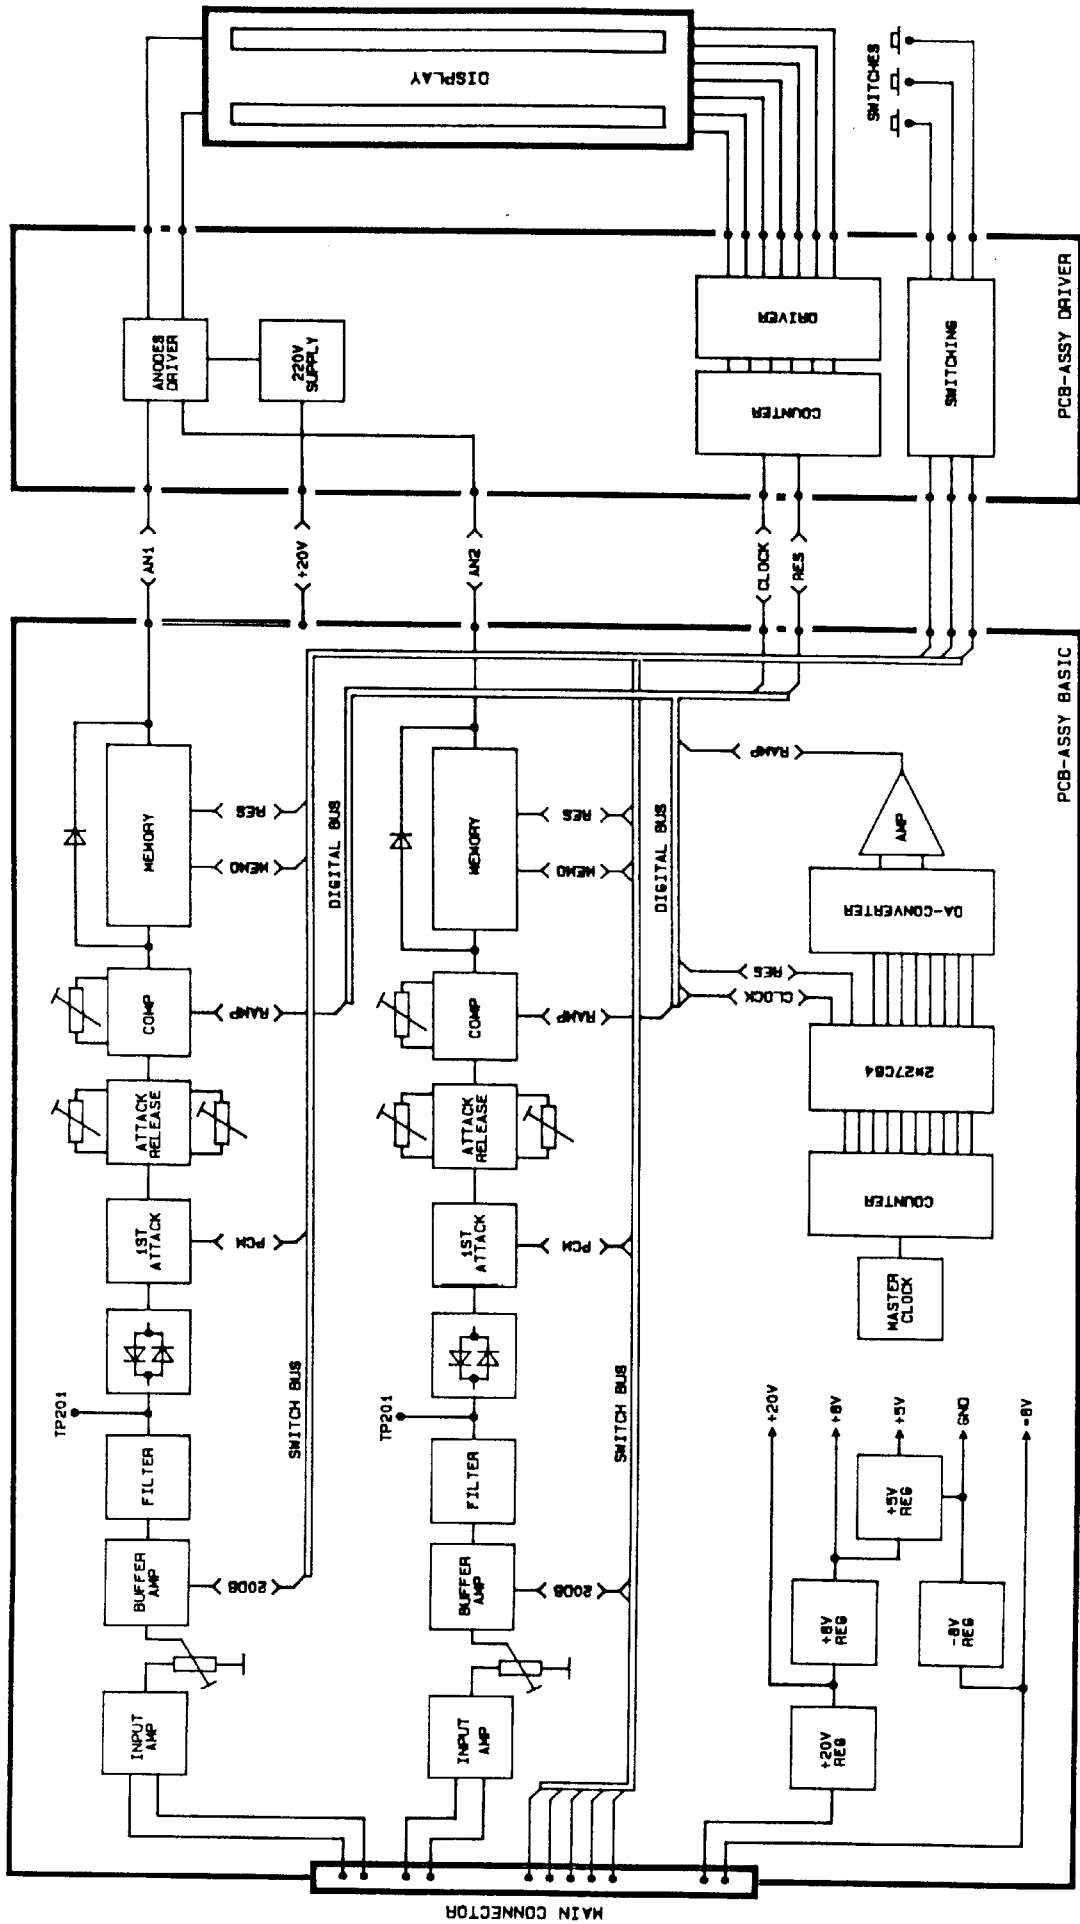 DISPLAY
SWITCHES
ANODES
DRIVER
220V
SUPPLY
DRIVER
COUNTER
SWITCHING
PCB-ASSY DRIVER
AN1
+20V
AN2
CLOCK
RES
PCB-ASSY BASIC
MEMORY
RES
MEMO
DIGITAL BUS
MEMORY
RES
MEMO
DIGITAL BUS
RAMP
AMP
DA-CONVERTER
RES
CLOCK
COMP
RAMP
COMP
RAMP
2*27C64
ATTACK
RELEASE
ATTACK
RELEASE
COUNTER
1ST
ATTACK
PCM
1ST
ATTACK
PCM
MASTER
CLOCK
TP201
TP201
SWITCH BUS
SWITCH BUS
+20V
+8V
+5V
GND
-8V
FILTER
FILTER
+5V
REG
BUFFER
AMP
20DB
BUFFER
AMP
20DB
+8V
REG
-8V
REG
INPUT
AMP
INPUT
AMP
+20V
REG
MAIN CONNECTOR